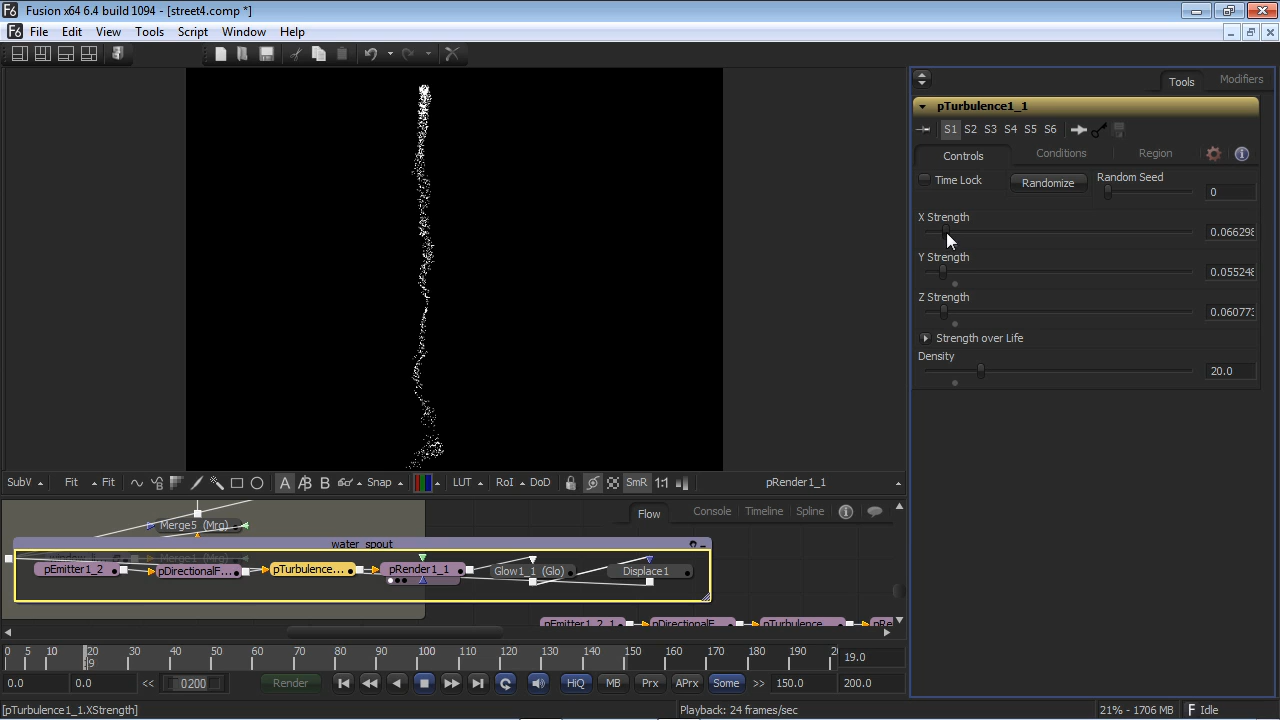 Fusion x64 6.4 build 1094 - [street4.comp *]
File Edit View Tools Script Window Help
Tools Modifiers
pTurbulence1_1
S1 S2 S3 S4 S5 S6
Controls Conditions Region
Time Lock Randomize Random Seed 0
X Strength
0.066298
Y Strength
0.055248
Z Strength
0.060773
Strength over Life
Density
20.0
SubV Fit Fit A B Snap LUT RoI DoD SmR 1:1 pRender1_1
Flow Console Timeline Spline
Merge5 (Mrg)
water_spout
Merge1 (Mrg)
pEmitter1_2 pDirectionalF... pTurbulence... pRender1_1 Glow1_1 (Glo) Displace1
pEmitter1_2_1 pDirectionalF... pTurbulence... pRe
0 5 10 20 30 40 50 60 70 80 90 100 110 120 130 140 150 160 170 180 190 19.0
0.0 0.0 << 0200 Render HiQ MB Prx APrx Some >> 150.0 200.0
[pTurbulence1_1.XStrength] Playback: 24 frames/sec 21% - 1706 MB Idle